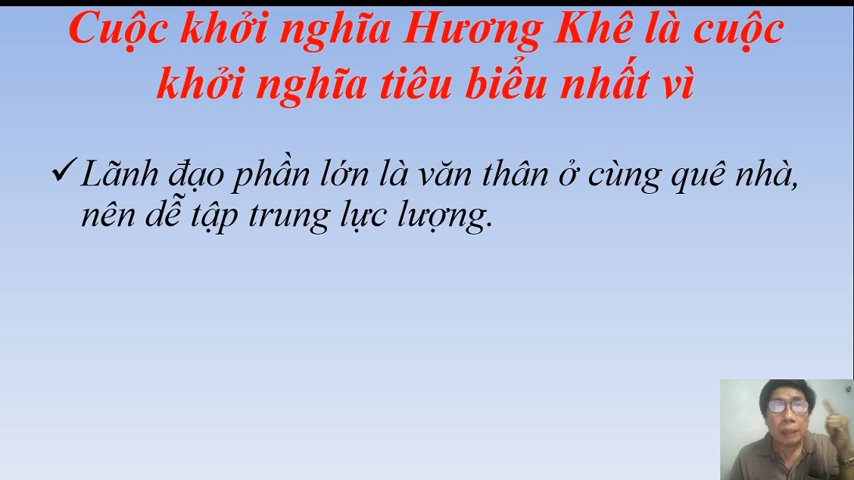 Cuộc khởi nghĩa Hương Khê là cuộc
khởi nghĩa tiêu biểu nhất vì
Lãnh đạo phần lớn là văn thân ở cùng quê nhà,
nên dễ tập trung lực lượng.